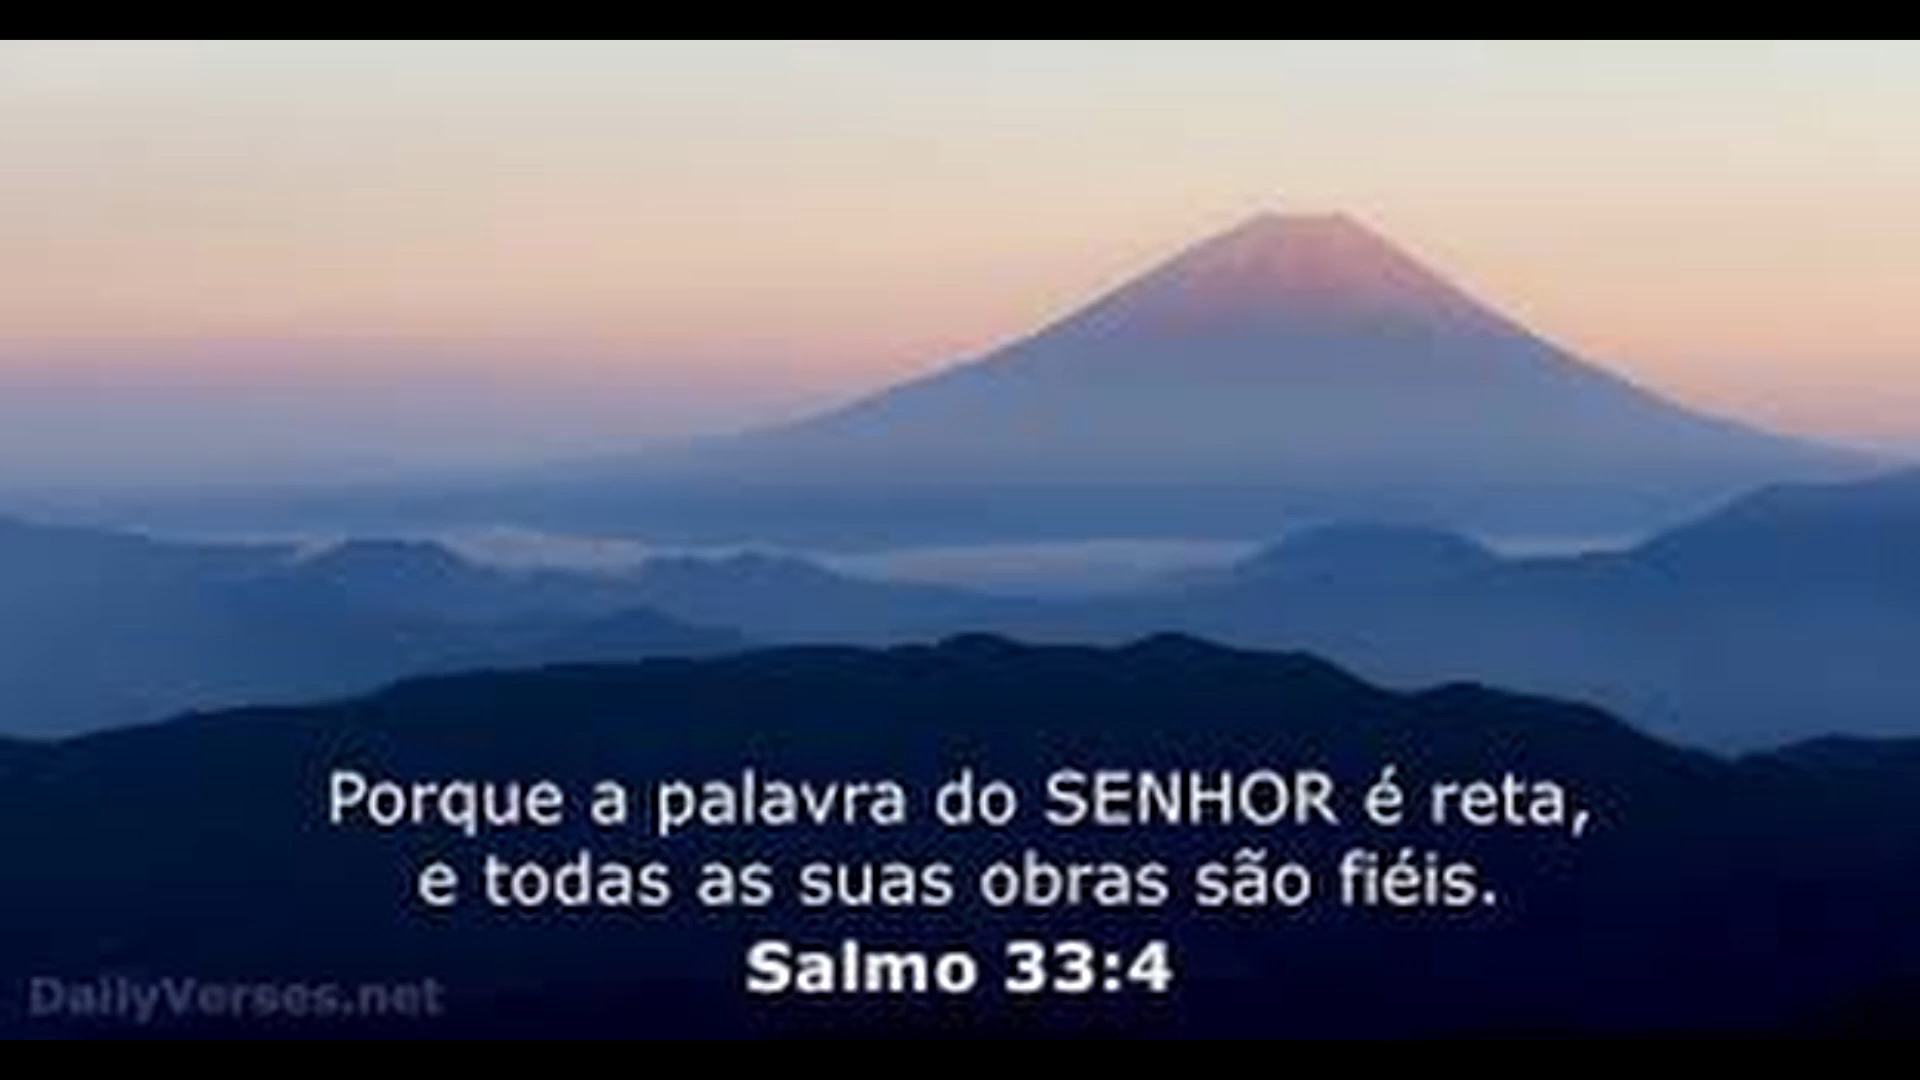 Porque a palavra do SENHOR é reta,
e todas as suas obras são fiéis.
Salmo 33:4
DailyVerses.net